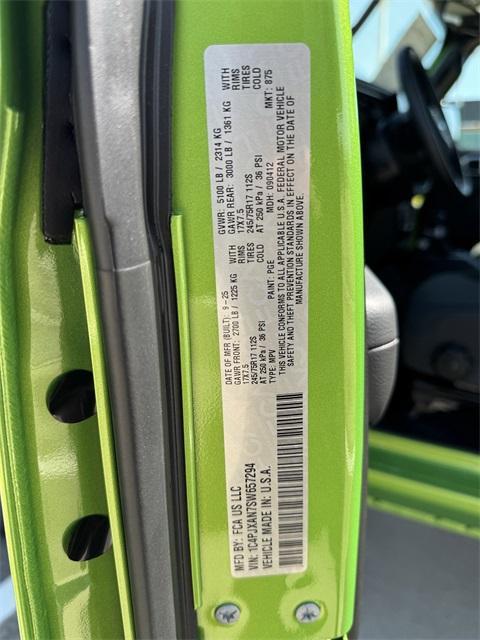 MFD BY: FCA US LLC
VIN: 1C4PJXAN7SW657294
VEHICLE MADE IN: U.S.A.
DATE OF MFR (BUILT): 9-25
GAWR FRONT: 2700 LB / 1225 KG WITH
17X7.5 RIMS
245/75R17 112S TIRES
AT 250 kPa / 36 PSI COLD
TYPE: MPV PAINT: PGE
GVWR: 5100 LB / 2314 KG
GAWR REAR: 3000 LB / 1361 KG WITH
17X7.5 RIMS
245/75R17 112S TIRES
AT 250 kPa / 36 PSI COLD
MDH: 090412 MKT: 875
THIS VEHICLE CONFORMS TO ALL APPLICABLE U.S.A. FEDERAL MOTOR VEHICLE
SAFETY AND THEFT PREVENTION STANDARDS IN EFFECT ON THE DATE OF
MANUFACTURE SHOWN ABOVE.